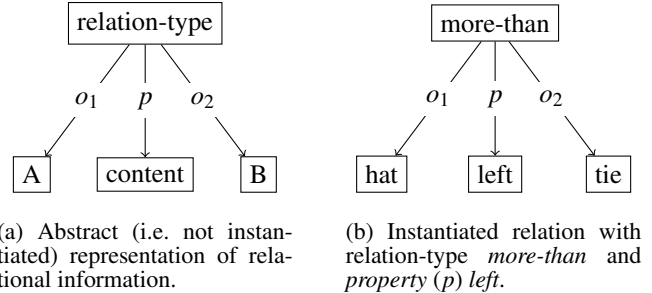 relation-type
more-than
o1
p
o2
o1
p
o2
A
content
B
hat
left
tie
(a) Abstract (i.e. not instan-
tiated) representation of rela-
tional information.
(b) Instantiated relation with
relation-type more-than and
property (p) left.